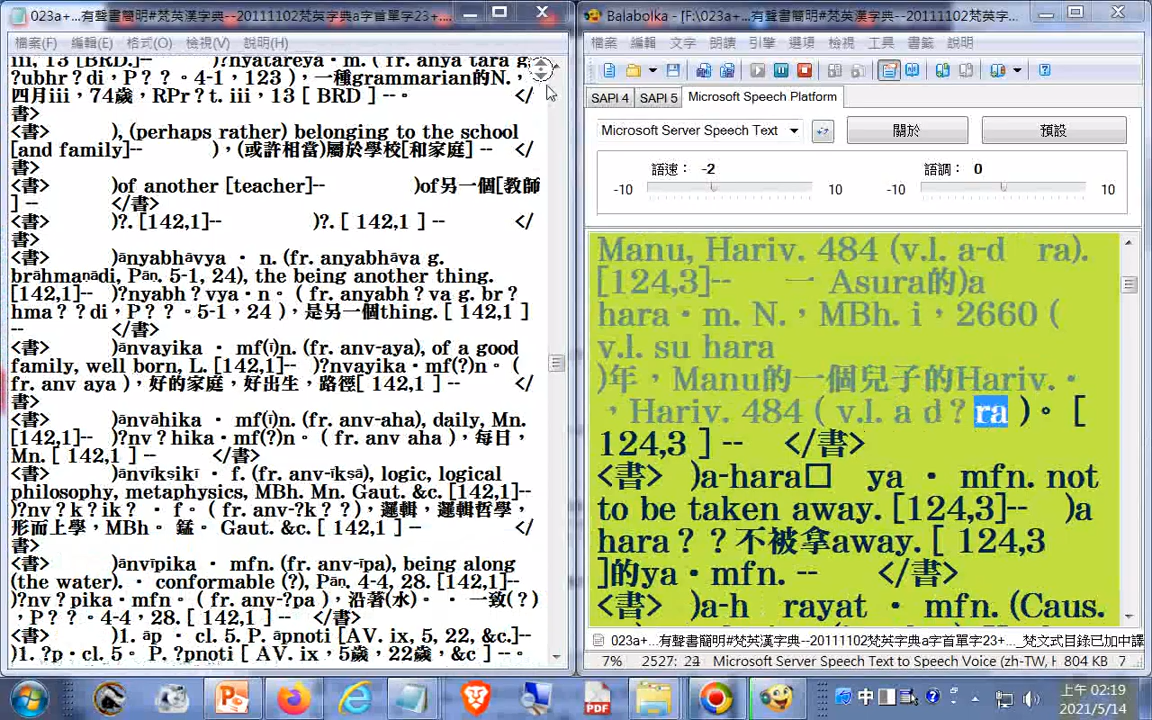 023a+...有聲書簡明#梵英漢字典--20111102梵英字典a字首單字23+...
檔案(F) 編輯(E) 格式(O) 檢視(V) 說明(H)
iii, 13 [BRD.]-- )?nyatareya · m. ( fr. anya tara g.
?ubhr ? di，P？？。4-1，123 )，一種grammarian的N.，
四月iii，74歲，RPr？t. iii，13 [ BRD ] --。 </
書>
<書> ), (perhaps rather) belonging to the school
[and family]-- )，(或許相當)屬於學校[和家庭] -- </
書>
<書> )of another [teacher]-- )of另一個[教師
] -- </書>
<書> )?. [142,1]-- )?. [ 142,1 ] -- </
書>
<書> )ānyabhāvya · n. (fr. anyabhāva g.
brāhmaṇādi, Pāṇ. 5-1, 24), the being another thing.
[142,1]-- )?nyabh ? vya · n。( fr. anyabh ? va g. br ?
hma？？di，P？？。5-1，24 )，是另一個thing. [ 142,1 ]
-- </書>
<書> )ānvayika · mf(ī)n. (fr. anv-aya), of a good
family, well born, L. [142,1]-- )?nvayika · mf(?)n。(
fr. anv aya )，好的家庭，好出生，路徑[ 142,1 ] -- </
書>
<書> )ānvāhika · mf(ī)n. (fr. anv-aha), daily, Mn.
[142,1]-- )?nv ? hika · mf(?)n。( fr. anv aha )，每日，
Mn. [ 142,1 ] -- </書>
<書> )ānvīkṣikī · f. (fr. anv-īkṣā), logic, logical
philosophy, metaphysics, MBh. Mn. Gaut. &c. [142,1]--
)?nv ? k ? ik ? · f。( fr. anv-?k？？)，邏輯，邏輯哲學，
形而上學，MBh。錳。Gaut. &c. [ 142,1 ] -- </
書>
<書> )ānvīpika · mfn. (fr. anv-īpa), being along
(the water). · conformable (?), Pāṇ. 4-4, 28. [142,1]--
)?nv ? pika · mfn。( fr. any-?pa )，沿著(水)。· 一致(？)
，P？？。4-4，28. [ 142,1 ] -- </書>
<書> )1. āp · cl. 5. P. āpnoti [AV. ix, 5, 22, &c.]--
)1. ?p · cl. 5。P. ?pnoti [ AV. ix，5歲，22歲，&c ] --。
Balabolka - [F:\023a+...有聲書簡明#梵英漢字典--20111102梵英字...
檔案 編輯 文字 朗讀 引擎 選項 檢視 工具 書籤 說明
SAPI 4 SAPI 5 Microsoft Speech Platform
Microsoft Server Speech Text 關於 預設
語速： -2 語調： 0
-10 10 -10 10
Manu, Hariv. 484 (v.l. a-d ra).
[124,3]-- 一 Asura的)a
hara · m. N.，MBh. i，2660 (
v.l. su hara
)年，Manu的一個兒子的Hariv. ·
，Hariv. 484 ( v.l. a d ? ra )。[
124,3 ] -- </書>
<書> )a-hara□ ya · mfn. not
to be taken away. [124,3]-- )a
hara？？不被拿away. [ 124,3
]的ya · mfn. -- </書>
<書> )a-h rayat · mfn. (Caus.
023a+...有聲書簡明#梵英漢字典--20111102梵英字典a字首單字23+..._梵文式目錄已加中譯
7% 2527: 24 Microsoft Server Speech Text to Speech Voice (zh-TW, H 804 KB 7
PDF 中 上午 02:19
2021/5/14